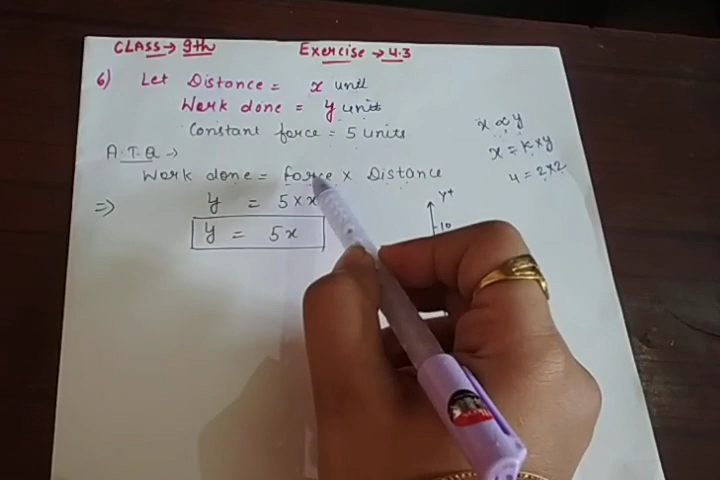 CLASS → 9th Exercise → 4.3
6) Let Distance = x unit
Work done = y units
Constant force = 5 units
A.T.Q →
Work done = force × Distance
⇒ y = 5 × x
y = 5x
x ∝ y
x = k × y
4 = 2 × 2
y+
10